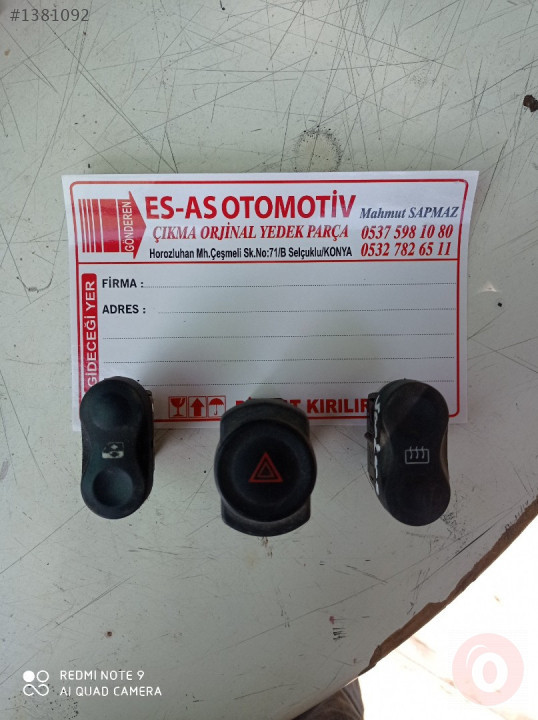 #1381092
GÖNDEREN
ES-AS OTOMOTİV
Mahmut SAPMAZ
ÇIKMA ORJİNAL YEDEK PARÇA
0537 598 10 80
Horozluhan Mh.Çeşmeli Sk.No:71/B Selçuklu/KONYA
0532 782 65 11
GİDECEĞİ YER
FİRMA :
ADRES :
KIRILIR
REDMI NOTE 9
AI QUAD CAMERA